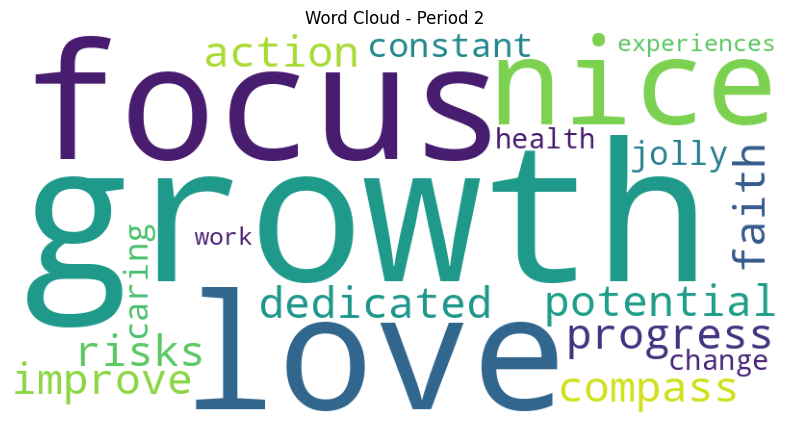 Word Cloud - Period 2
action
constant
experiences
focus
nice
health
jolly
growth
faith
caring
work
love
dedicated
potential
risks
progress
change
improve
compass